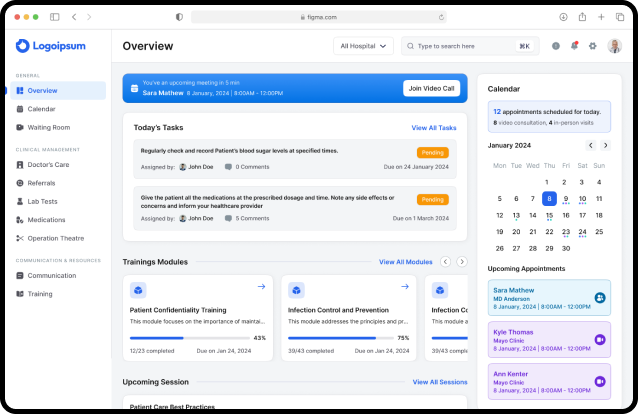 figma.com
Logoipsum
Overview
All Hospital
Type to search here
⌘K
GENERAL
Overview
Calendar
Waiting Room
CLINICAL MANAGEMENT
Doctor's Care
Referrals
Lab Tests
Medications
Operation Theatre
COMMUNICATION & RESOURCES
Communication
Training
You've an upcoming meeting in 5 min
Sara Mathew 8 January, 2024 | 8:00AM - 12:00PM
Join Video Call
Today's Tasks
View All Tasks
Regularly check and record Patient's blood sugar levels at specified times.
Pending
Assigned by: John Doe 0 Comments
Due on 24 January 2024
Give the patient all the medications at the prescribed dosage and time. Note any side effects or
concerns and inform your healthcare provider
Pending
Assigned by: John Doe 5 Comments
Due on 1 March 2024
Trainings Modules
View All Modules
Patient Confidentiality Training
This module focuses on the importance of maintai...
43%
12/23 completed
Due on Jan 24, 2024
Infection Control and Prevention
This module addresses the principles and pr...
75%
39/43 completed
Due on Jan 24, 2024
Infection Co
This module a
39/43 comple
Upcoming Session
View All Sessions
Patient Care Best Practices
Calendar
12 appointments scheduled for today.
8 video consultation, 4 in-person visits
January 2024
Mon Tue Wed Thu Fri Sat Sun
1 2 3 4
5 6 7 8 9 10 11
12 13 14 15 16 17 18
19 20 21 22 23 24 25
26 27 28 29 30
Upcoming Appointments
Sara Mathew
MD Anderson
8 January, 2024 | 8:00AM - 12:00PM
Kyle Thomas
Mayo Clinic
8 January, 2024 | 8:00AM - 12:00PM
Ann Kenter
Mayo Clinic
8 January, 2024 | 8:00AM - 12:00PM